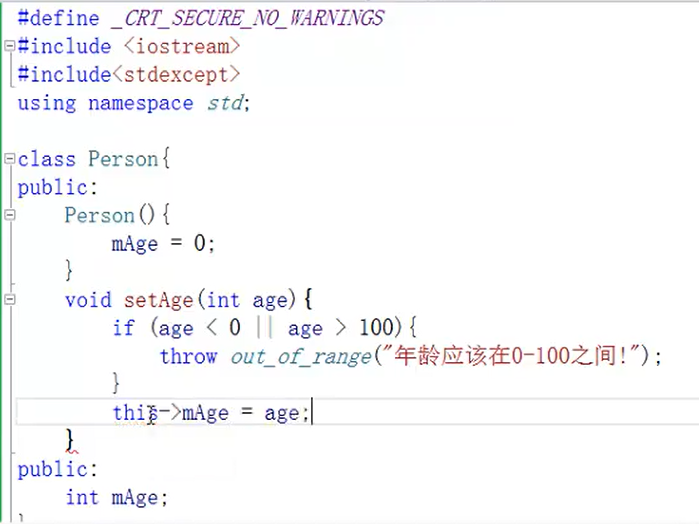 #define _CRT_SECURE_NO_WARNINGS
#include <iostream>
#include<stdexcept>
using namespace std;
class Person{
public:
Person(){
mAge = 0;
}
void setAge(int age){
if (age < 0 || age > 100){
throw out_of_range("年龄应该在0-100之间!");
}
this->mAge = age;
}
public:
int mAge;